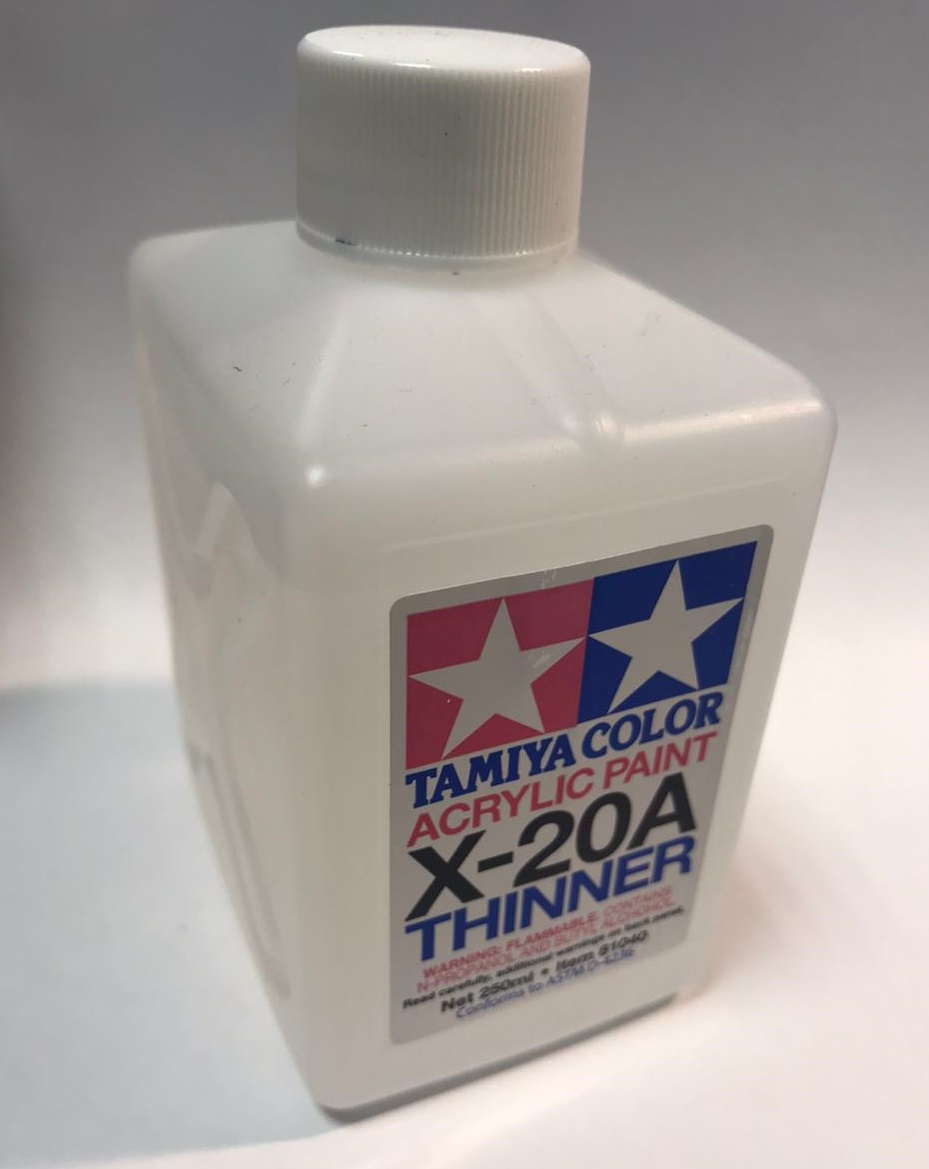 TAMIYA COLOR
ACRYLIC PAINT
X-20A
THINNER
WARNING: FLAMMABLE. CONTAINS
N-PROPANOL AND BUTYL ALCHOHOL.
Read carefully, additional warnings on back panel.
Net 250ml • Item 81040
Conforms to ASTM D-4236